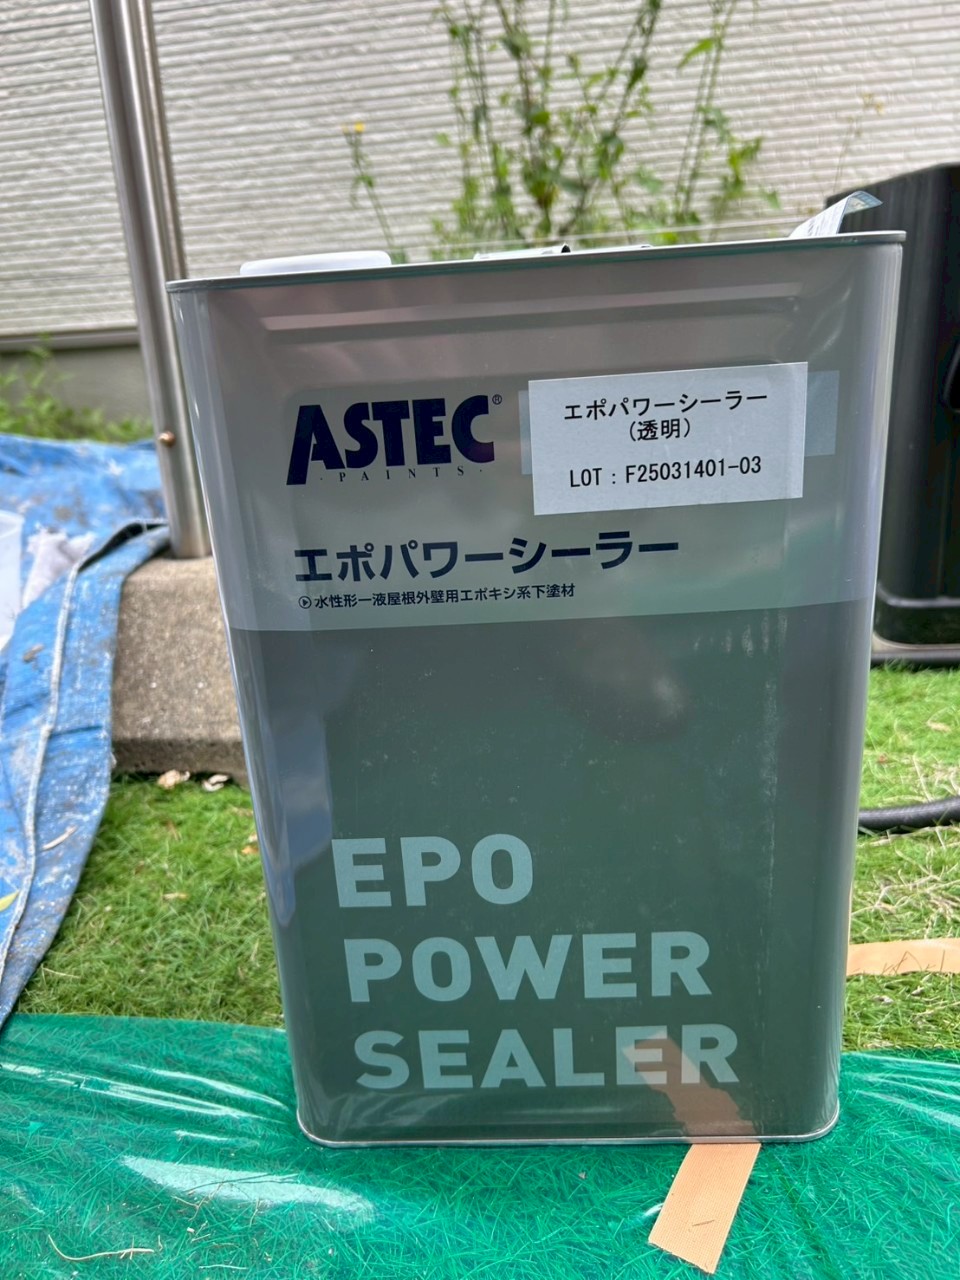 ASTEC®
PAINTS
エポパワーシーラー
(透明)
LOT：F25031401-03
エポパワーシーラー
水性形一液屋根外壁用エポキシ系下塗材
EPO
POWER
SEALER